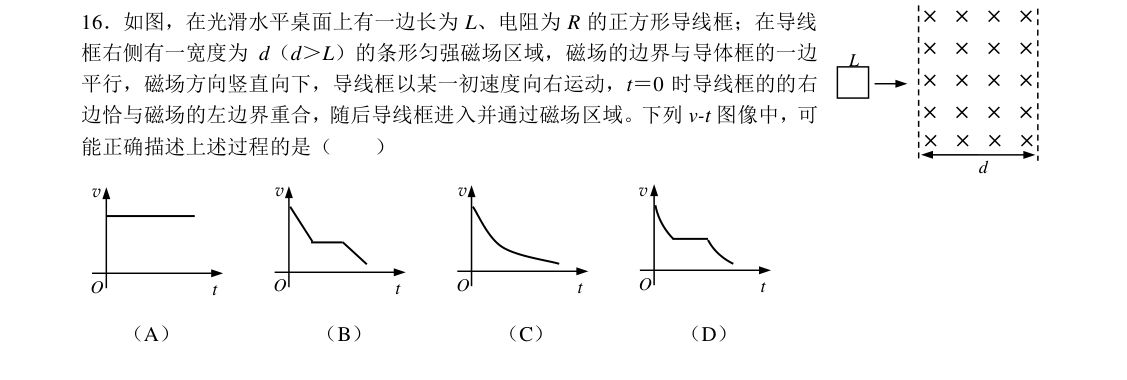 16．如图，在光滑水平桌面上有一边长为 L、电阻为 R 的正方形导线框；在导线
框右侧有一宽度为 d（d＞L）的条形匀强磁场区域，磁场的边界与导体框的一边
平行，磁场方向竖直向下，导线框以某一初速度向右运动，t＝0 时导线框的的右
边恰与磁场的左边界重合，随后导线框进入并通过磁场区域。下列 v-t 图像中，可
能正确描述上述过程的是（　　）
L
d
v
O
t
v
O
t
v
O
t
v
O
t
（A）
（B）
（C）
（D）